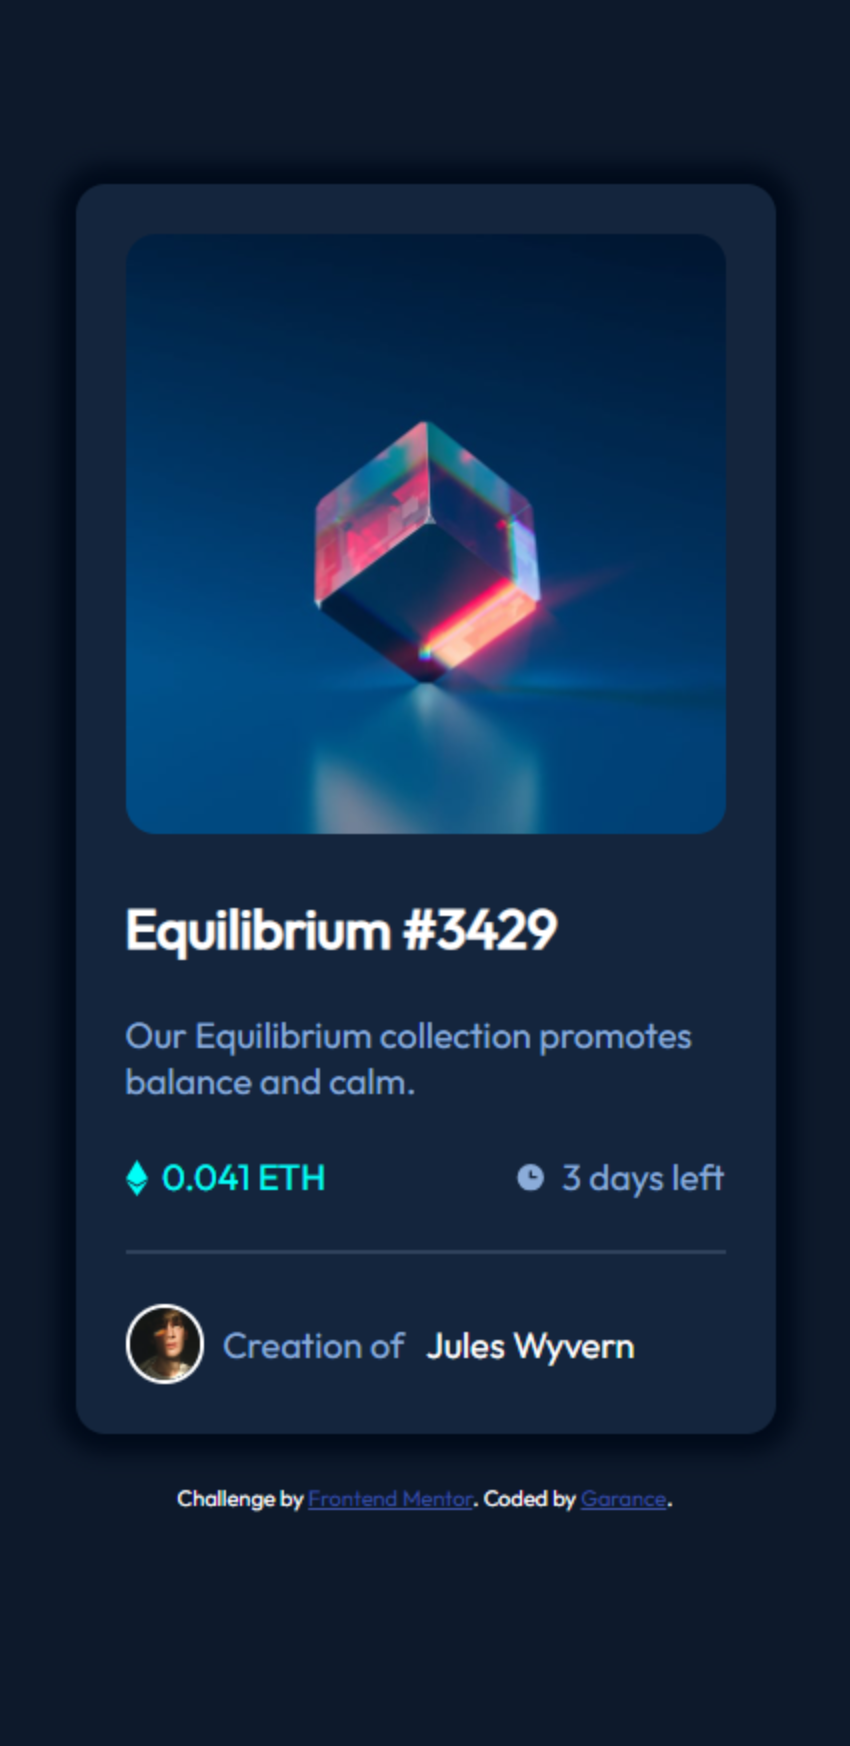 Equilibrium #3429
Our Equilibrium collection promotes
balance and calm.
0.041 ETH 3 days left
Creation of Jules Wyvern
Challenge by Frontend Mentor. Coded by Garance.